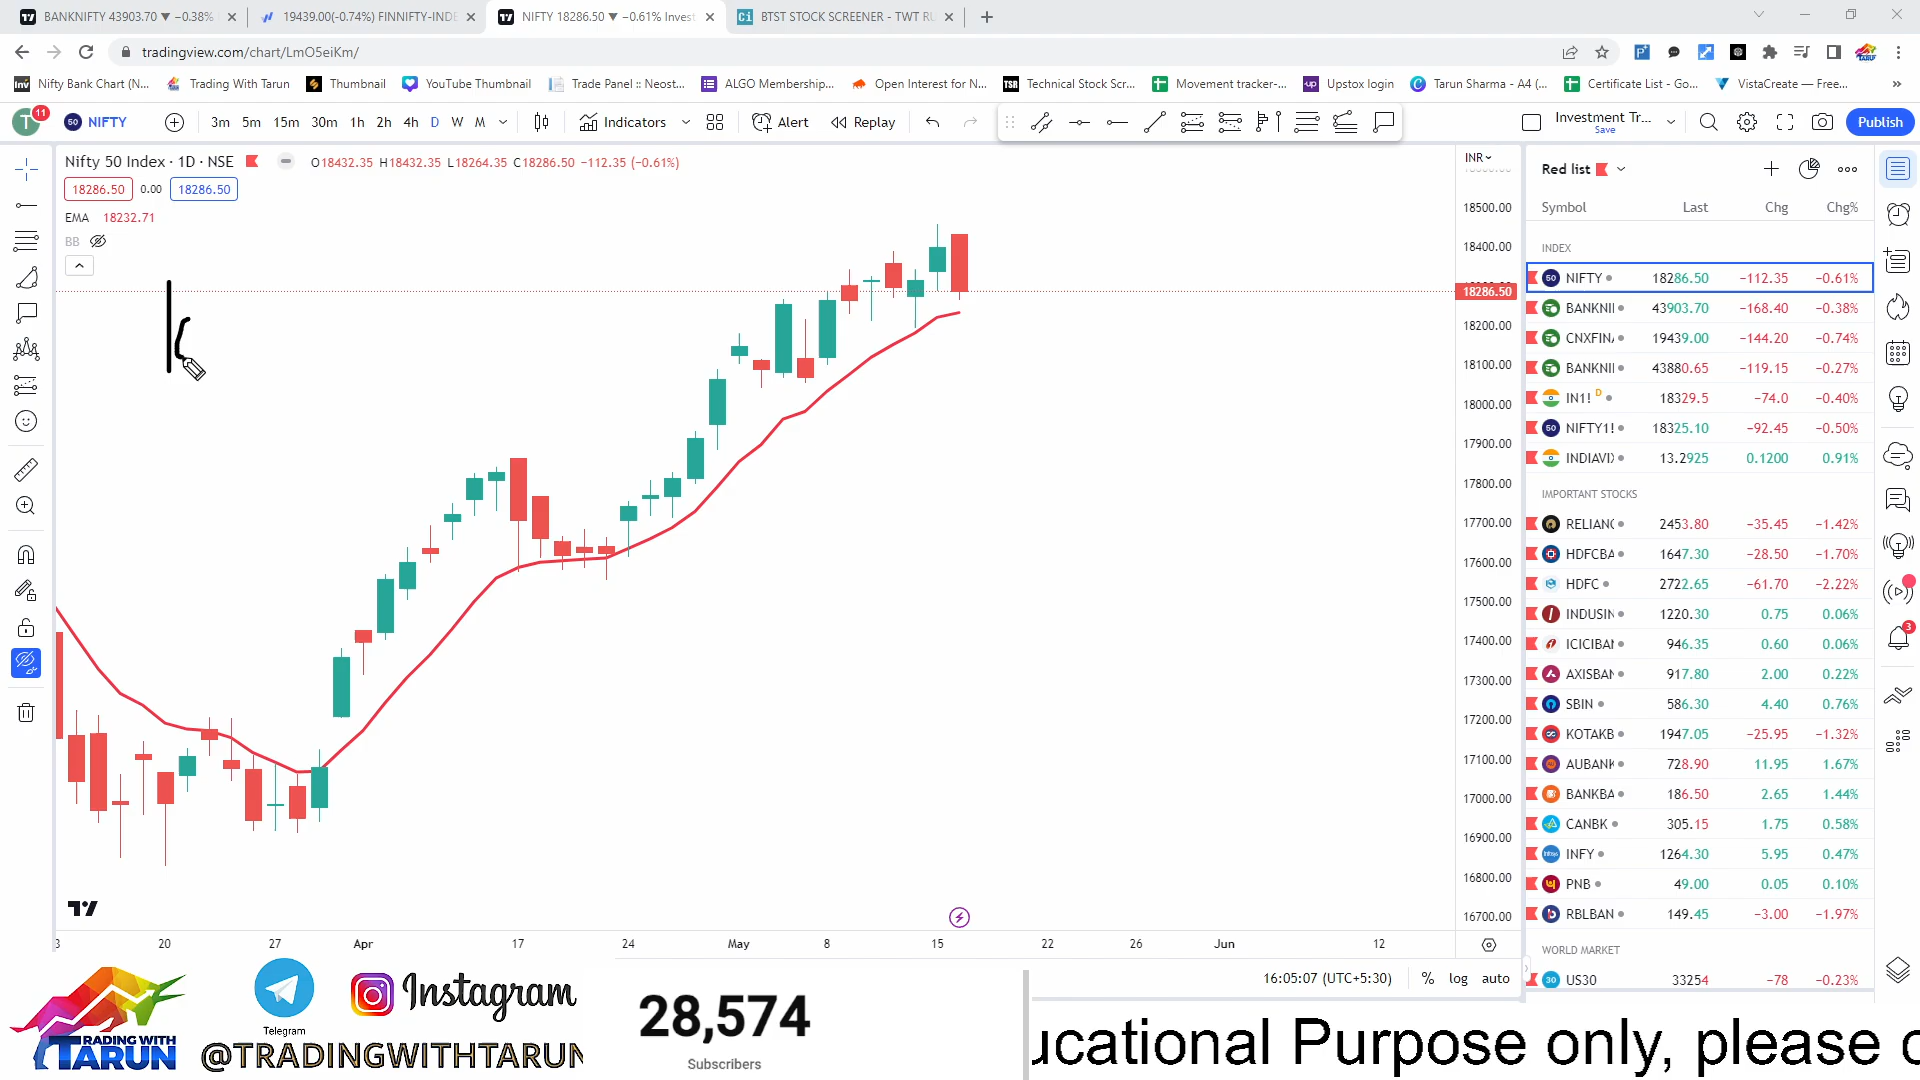 BANKNIFTY 43903.70 ▼ −0.38%
19439.00(-0.74%) FINNIFTY-INDE
NIFTY 18286.50 ▼ −0.61% Invest
BTST STOCK SCREENER - TWT RU
tradingview.com/chart/LmO5eiKm/
Nifty Bank Chart (N...
Trading With Tarun
Thumbnail
YouTube Thumbnail
Trade Panel :: Neost...
ALGO Membership...
Open Interest for N...
Technical Stock Scr...
Movement tracker-...
Upstox login
Tarun Sharma - A4 (...
Certificate List - Go...
VistaCreate — Free...
T 11 NIFTY 3m 5m 15m 30m 1h 2h 4h D W M Indicators Alert Replay Investment Tr... Save Publish
Nifty 50 Index · 1D · NSE O18432.35 H18432.35 L18264.35 C18286.50 −112.35 (−0.61%)
18286.50 0.00 18286.50
EMA 18232.71
BB
INR
18500.00
18400.00
18286.50
18200.00
18100.00
18000.00
17900.00
17800.00
17700.00
17600.00
17500.00
17400.00
17300.00
17200.00
17100.00
17000.00
16900.00
16800.00
16700.00
3 20 27 Apr 17 24 May 8 15 22 26 Jun 12
16:05:07 (UTC+5:30) % log auto
Red list
Symbol Last Chg Chg%
INDEX
NIFTY 18286.50 −112.35 −0.61%
BANKNII 43903.70 −168.40 −0.38%
CNXFIN 19439.00 −144.20 −0.74%
BANKNII 43880.65 −119.15 −0.27%
IN1! D 18329.5 −74.0 −0.40%
NIFTY1! 18325.10 −92.45 −0.50%
INDIAVI 13.2925 0.1200 0.91%
IMPORTANT STOCKS
RELIANC 2453.80 −35.45 −1.42%
HDFCBA 1647.30 −28.50 −1.70%
HDFC 2722.65 −61.70 −2.22%
INDUSIN 1220.30 0.75 0.06%
ICICIBAN 946.35 0.60 0.06%
AXISBAN 917.80 2.00 0.22%
SBIN 586.30 4.40 0.76%
KOTAKB 1947.05 −25.95 −1.32%
AUBANK 728.90 11.95 1.67%
BANKBA 186.50 2.65 1.44%
CANBK 305.15 1.75 0.58%
INFY 1264.30 5.95 0.47%
PNB 49.00 0.05 0.10%
RBLBAN 149.45 −3.00 −1.97%
WORLD MARKET
US30 33254 −78 −0.23%
TRADING WITH
TARUN
Telegram
Instagram
@TRADINGWITHTARUN
28,574
Subscribers
ucational Purpose only, please c